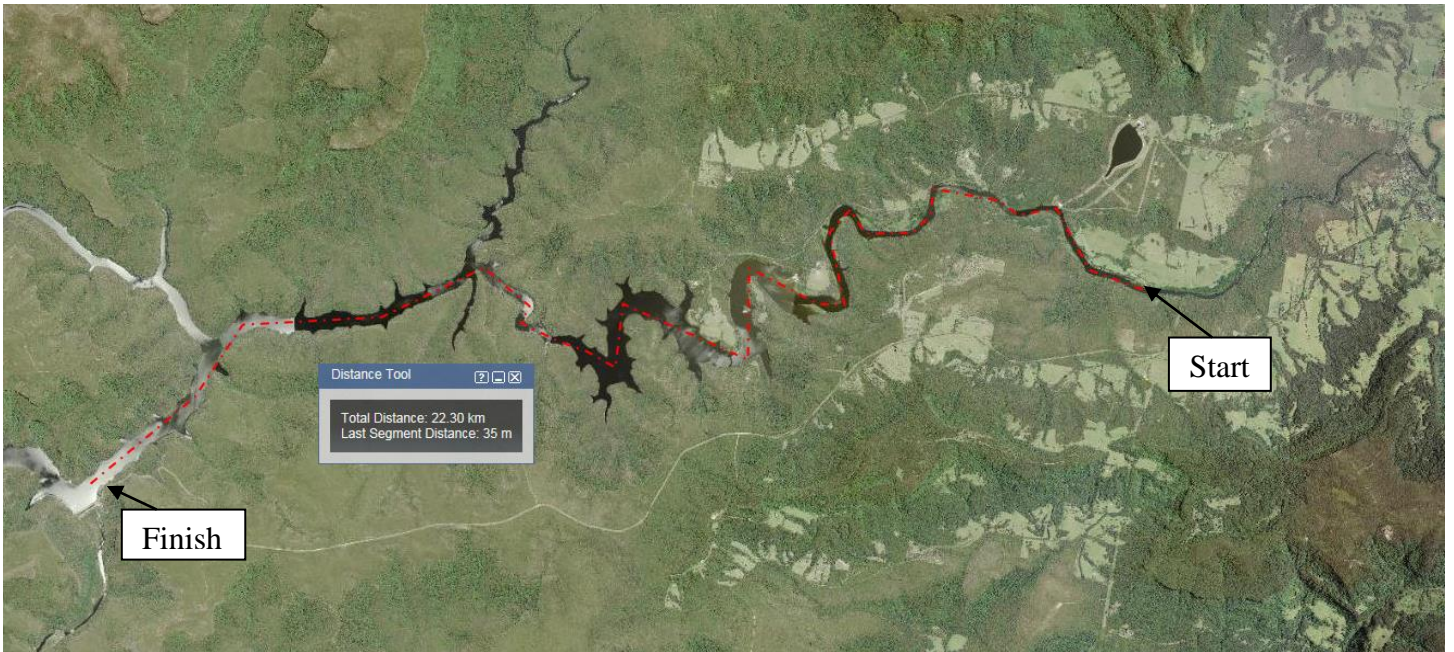 Start
Distance Tool
Total Distance: 22.30 km
Last Segment Distance: 35 m
Finish